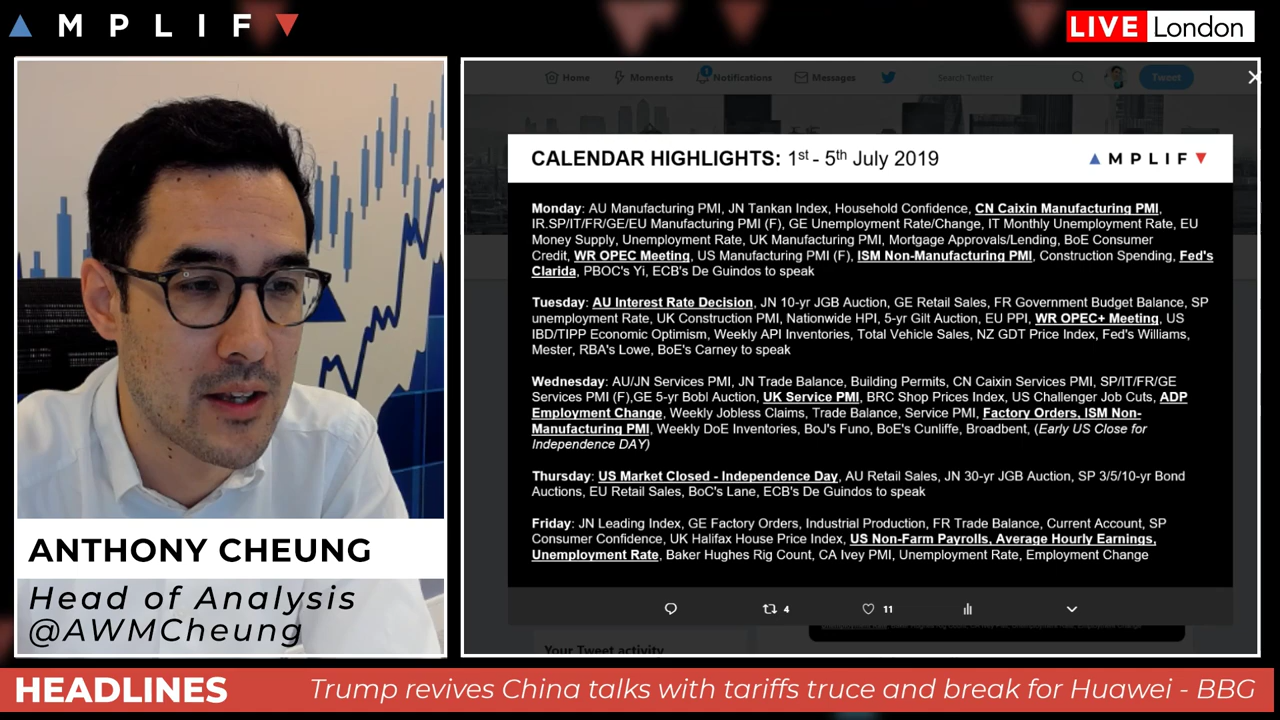 MPLIF
LIVE London
Home Moments Notifications Messages Search Twitter Tweet
CALENDAR HIGHLIGHTS: 1st - 5th July 2019
MPLIF
Monday: AU Manufacturing PMI, JN Tankan Index, Household Confidence, CN Caixin Manufacturing PMI,
IR.SP/IT/FR/GE/EU Manufacturing PMI (F), GE Unemployment Rate/Change, IT Monthly Unemployment Rate, EU
Money Supply, Unemployment Rate, UK Manufacturing PMI, Mortgage Approvals/Lending, BoE Consumer
Credit, WR OPEC Meeting, US Manufacturing PMI (F), ISM Non-Manufacturing PMI, Construction Spending, Fed's
Clarida, PBOC's Yi, ECB's De Guindos to speak
Tuesday: AU Interest Rate Decision, JN 10-yr JGB Auction, GE Retail Sales, FR Government Budget Balance, SP
unemployment Rate, UK Construction PMI, Nationwide HPI, 5-yr Gilt Auction, EU PPI, WR OPEC+ Meeting, US
IBD/TIPP Economic Optimism, Weekly API Inventories, Total Vehicle Sales, NZ GDT Price Index, Fed's Williams,
Mester, RBA's Lowe, BoE's Carney to speak
Wednesday: AU/JN Services PMI, JN Trade Balance, Building Permits, CN Caixin Services PMI, SP/IT/FR/GE
Services PMI (F),GE 5-yr Bobl Auction, UK Service PMI, BRC Shop Prices Index, US Challenger Job Cuts, ADP
Employment Change, Weekly Jobless Claims, Trade Balance, Service PMI, Factory Orders, ISM Non-
Manufacturing PMI, Weekly DoE Inventories, BoJ's Funo, BoE's Cunliffe, Broadbent, (Early US Close for
Independence DAY)
Thursday: US Market Closed - Independence Day, AU Retail Sales, JN 30-yr JGB Auction, SP 3/5/10-yr Bond
Auctions, EU Retail Sales, BoC's Lane, ECB's De Guindos to speak
Friday: JN Leading Index, GE Factory Orders, Industrial Production, FR Trade Balance, Current Account, SP
Consumer Confidence, UK Halifax House Price Index, US Non-Farm Payrolls, Average Hourly Earnings,
Unemployment Rate, Baker Hughes Rig Count, CA Ivey PMI, Unemployment Rate, Employment Change
4 11
Your Tweet activity
ANTHONY CHEUNG
Head of Analysis
@AWMCheung
HEADLINES Trump revives China talks with tariffs truce and break for Huawei - BBG